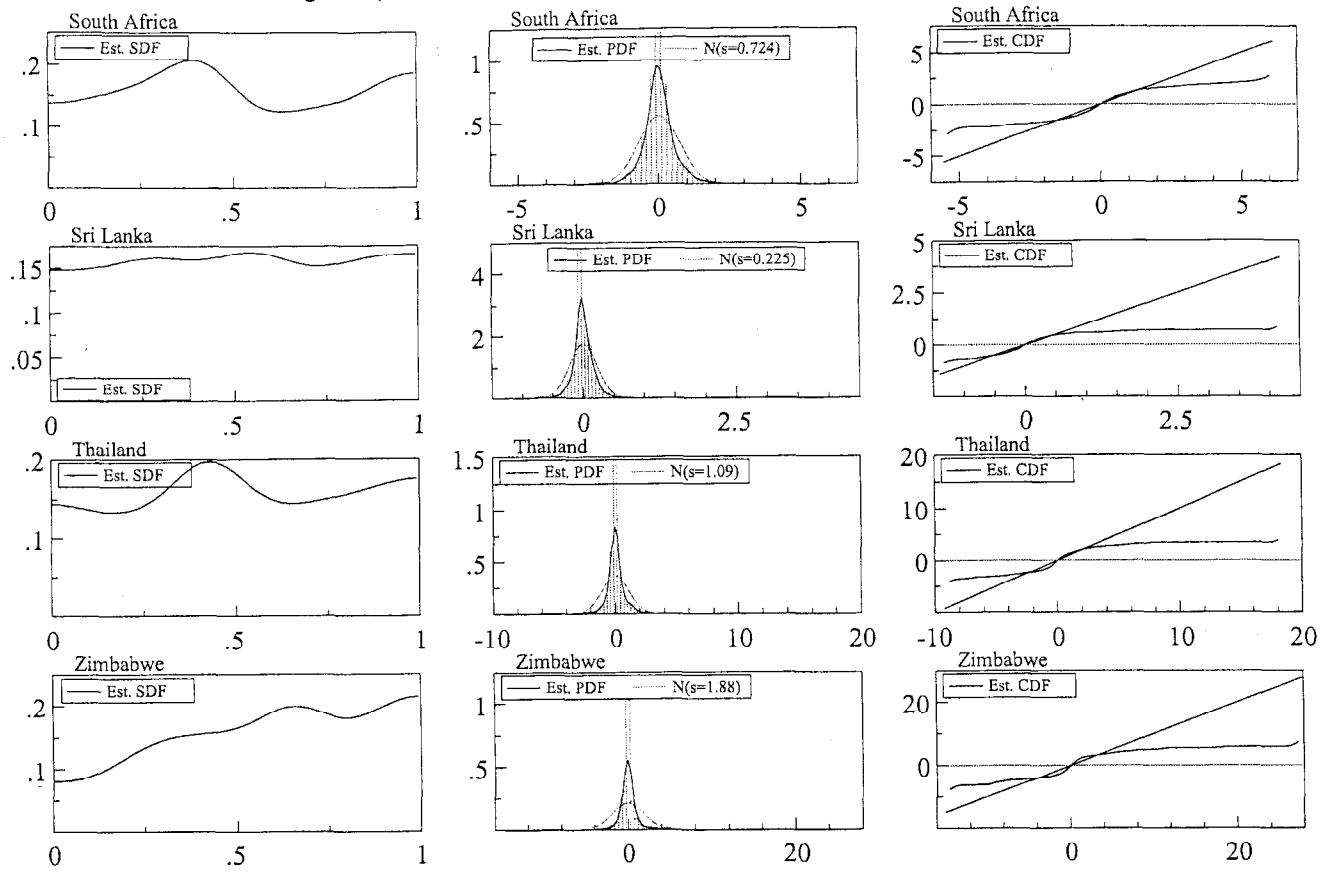 South Africa
Est. SDF
.2
.1
0 .5 1
South Africa
Est. PDF N(s=0.724)
1
.5
-5 0 5
South Africa
Est. CDF
5
0
-5
-5 0 5
Sri Lanka
Est. SDF
.15
.1
.05
0 .5 1
Sri Lanka
Est. PDF N(s=0.225)
4
2
0 2.5
Sri Lanka
Est. CDF
5
2.5
0
0 2.5
Thailand
Est. SDF
.2
.1
0 .5 1
Thailand
Est. PDF N(s=1.09)
1.5
1
.5
-10 0 10 20
Thailand
Est. CDF
20
10
0
-10 0 10 20
Zimbabwe
Est. SDF
.2
.1
0 .5 1
Zimbabwe
Est. PDF N(s=1.88)
1
.5
0 20
Zimbabwe
Est. CDF
20
0
0 20